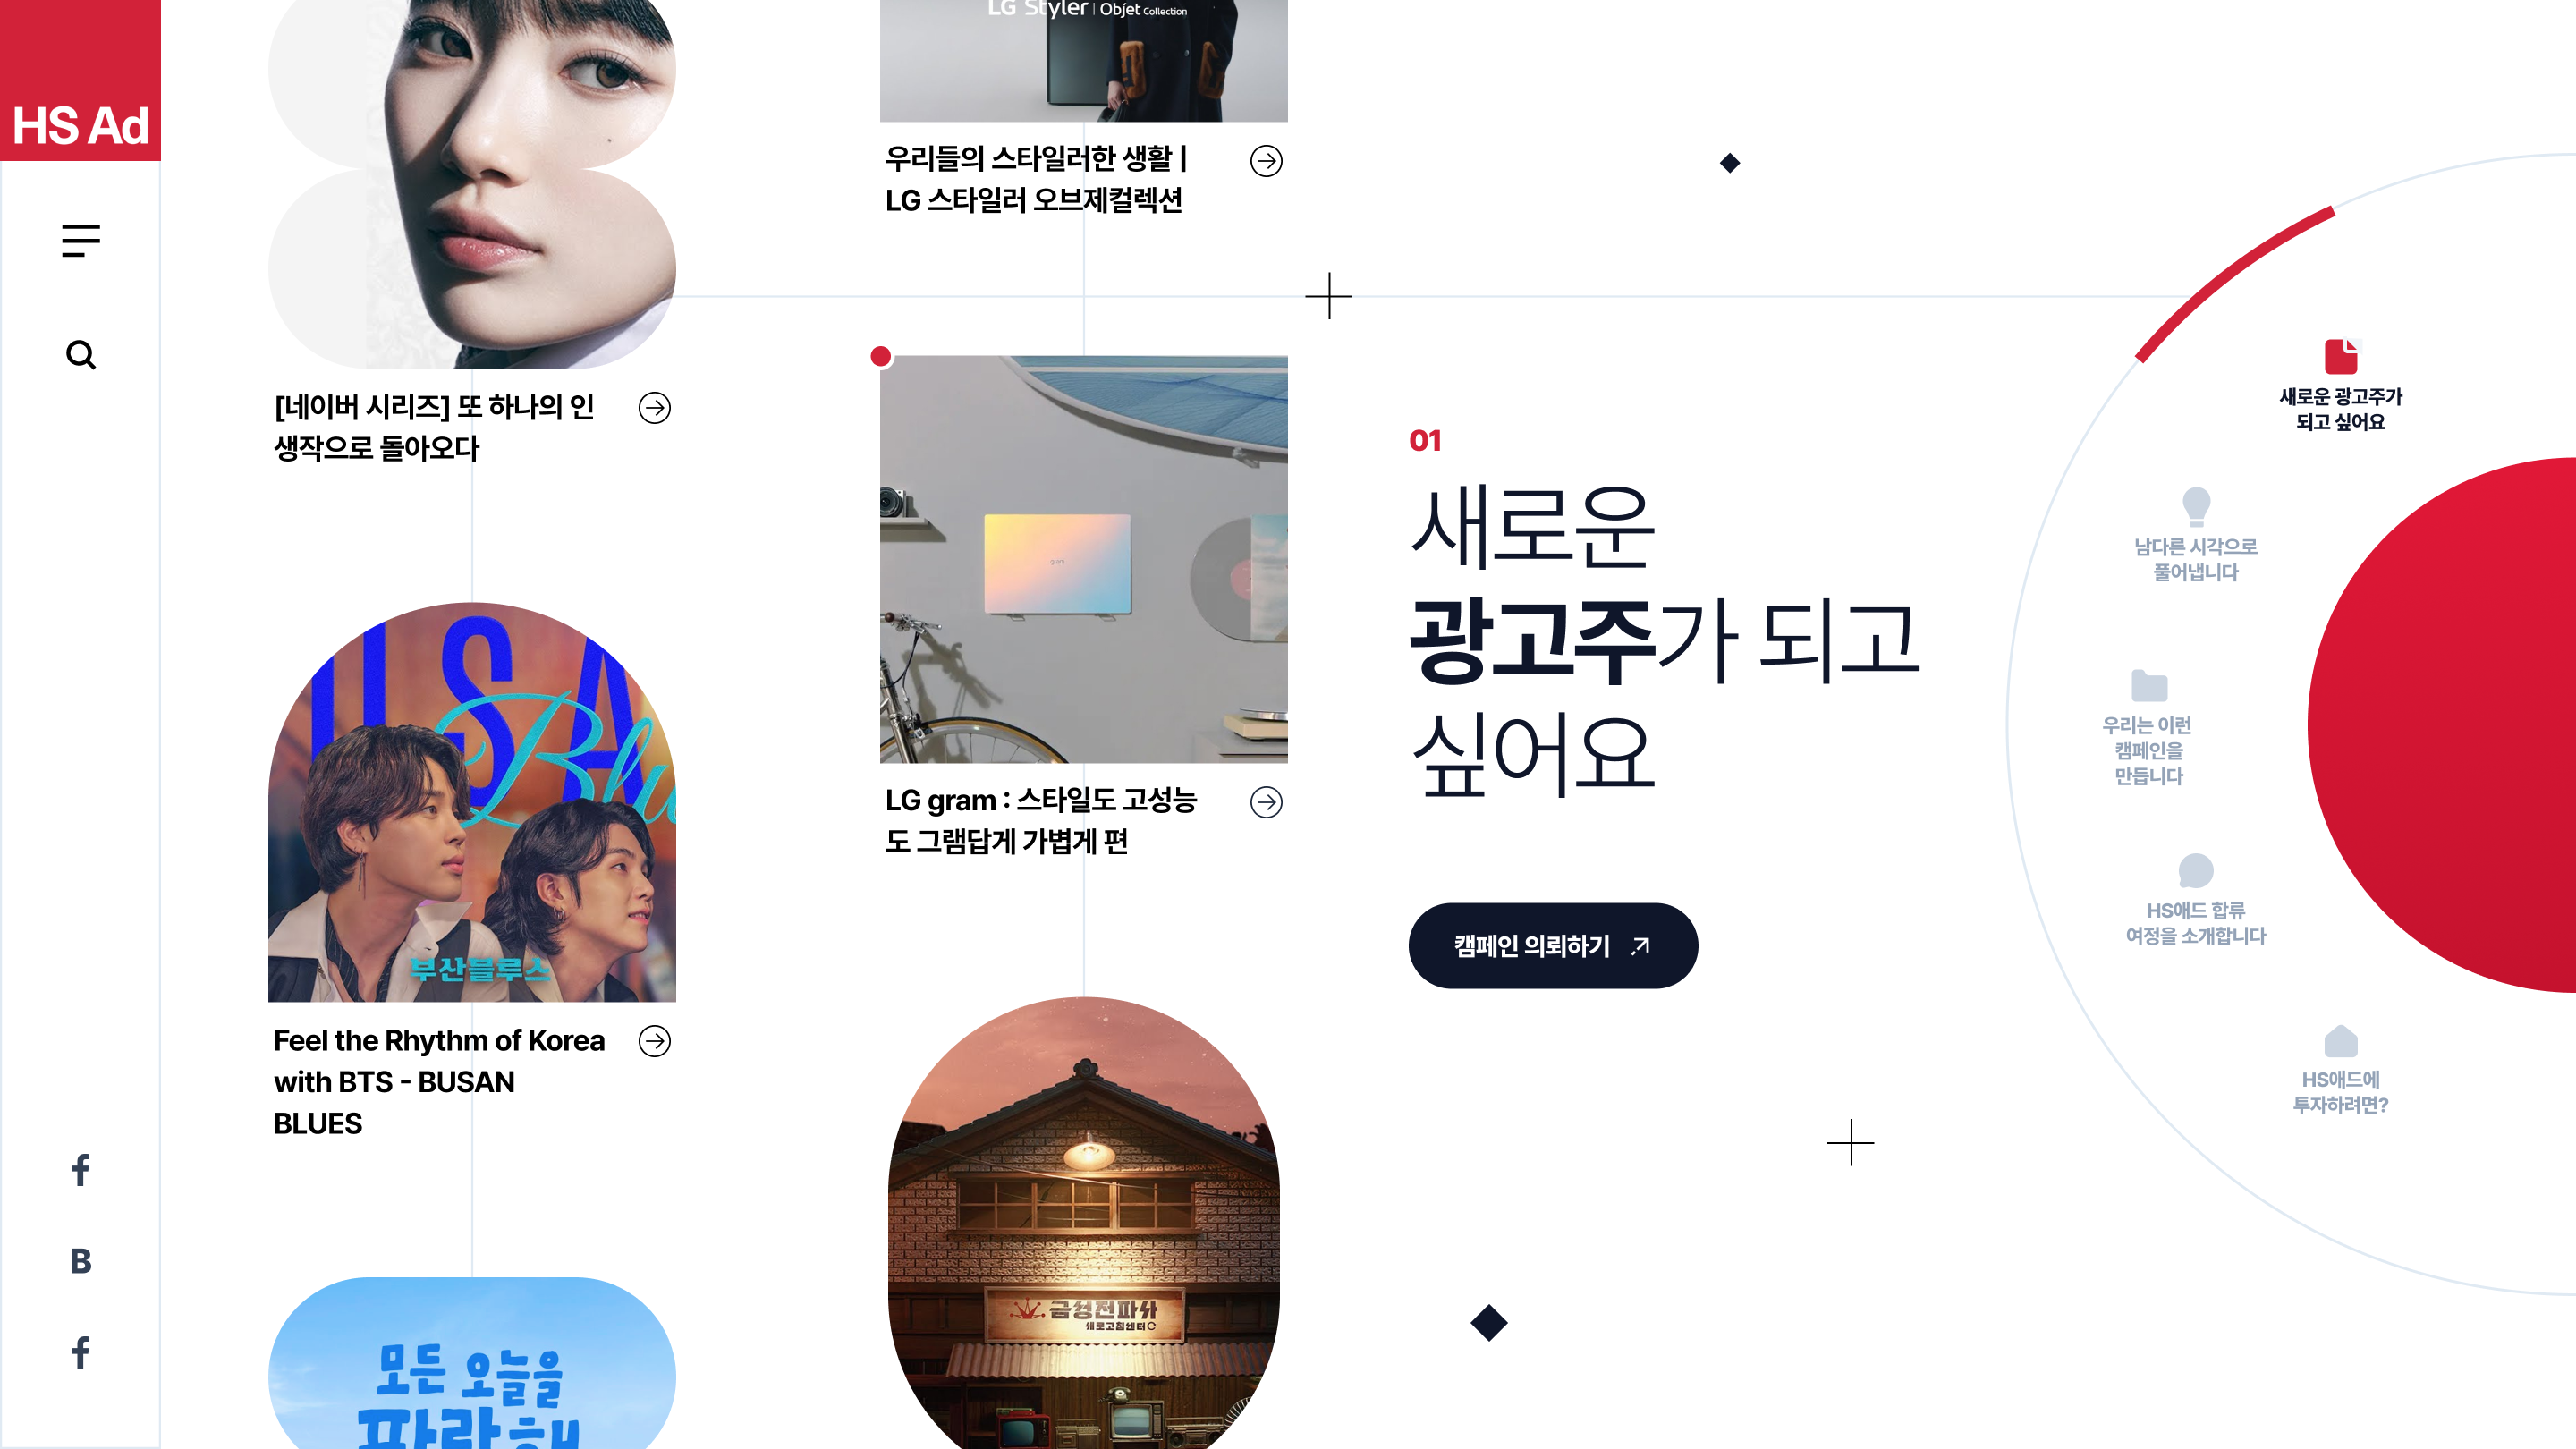 HS Ad
B
[네이버 시리즈] 또 하나의 인
생작으로 돌아오다
USA
Blu
부산블루스
Feel the Rhythm of Korea
with BTS - BUSAN
BLUES
모든 오늘을
파랑해
LG Styler | Objet Collection
우리들의 스타일러한 생활 |
LG 스타일러 오브제컬렉션
gram
LG gram : 스타일도 고성능
도 그램답게 가볍게 편
금성전파사
새로고침센터
01
새로운
광고주가 되고
싶어요
캠페인 의뢰하기
새로운 광고주가
되고 싶어요
남다른 시각으로
풀어냅니다
우리는 이런
캠페인을
만듭니다
HS애드 합류
여정을 소개합니다
HS애드에
투자하려면?